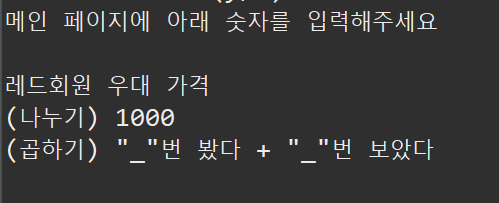 메인 페이지에 아래 숫자를 입력해주세요
레드회원 우대 가격
(나누기) 1000
(곱하기) "_"번 봤다 + "_"번 보았다